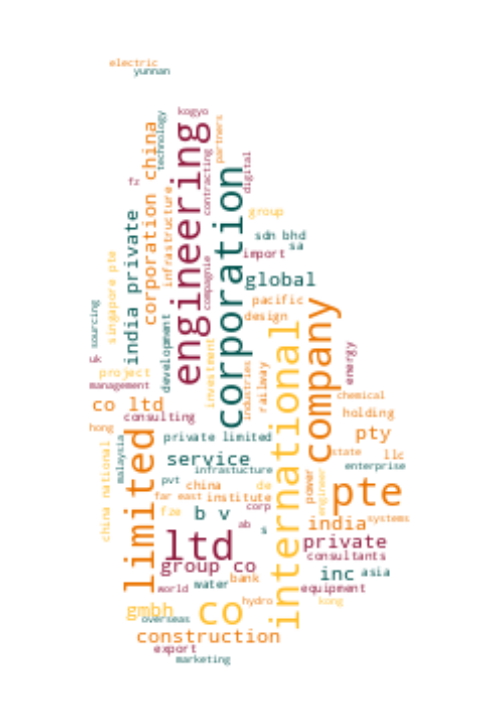 electric
yunnan
kogyo
technology
partners
corporation china
engineering
contracting
digital
fz
corporation
infrastructure
group
india private
sdn bhd
sa
import
singapore pte
compagnie
global
pacific
sourcing
development
design
company
international
investment
industries
railway
energy
uk
project
management
chemical
co ltd
consulting
holding
hong
limited
private limited
pty
malaysia
service
state
llc
china national
infrastucture
enterprise
pvt
china
de
power
engineer
pte
far east
institute
corp
fze
b v
ab
s
india
systems
ltd
private
group co
consultants
bank
inc
asia
world
water
equipment
gmbh
co
hydro
kong
overseas
construction
export
marketing